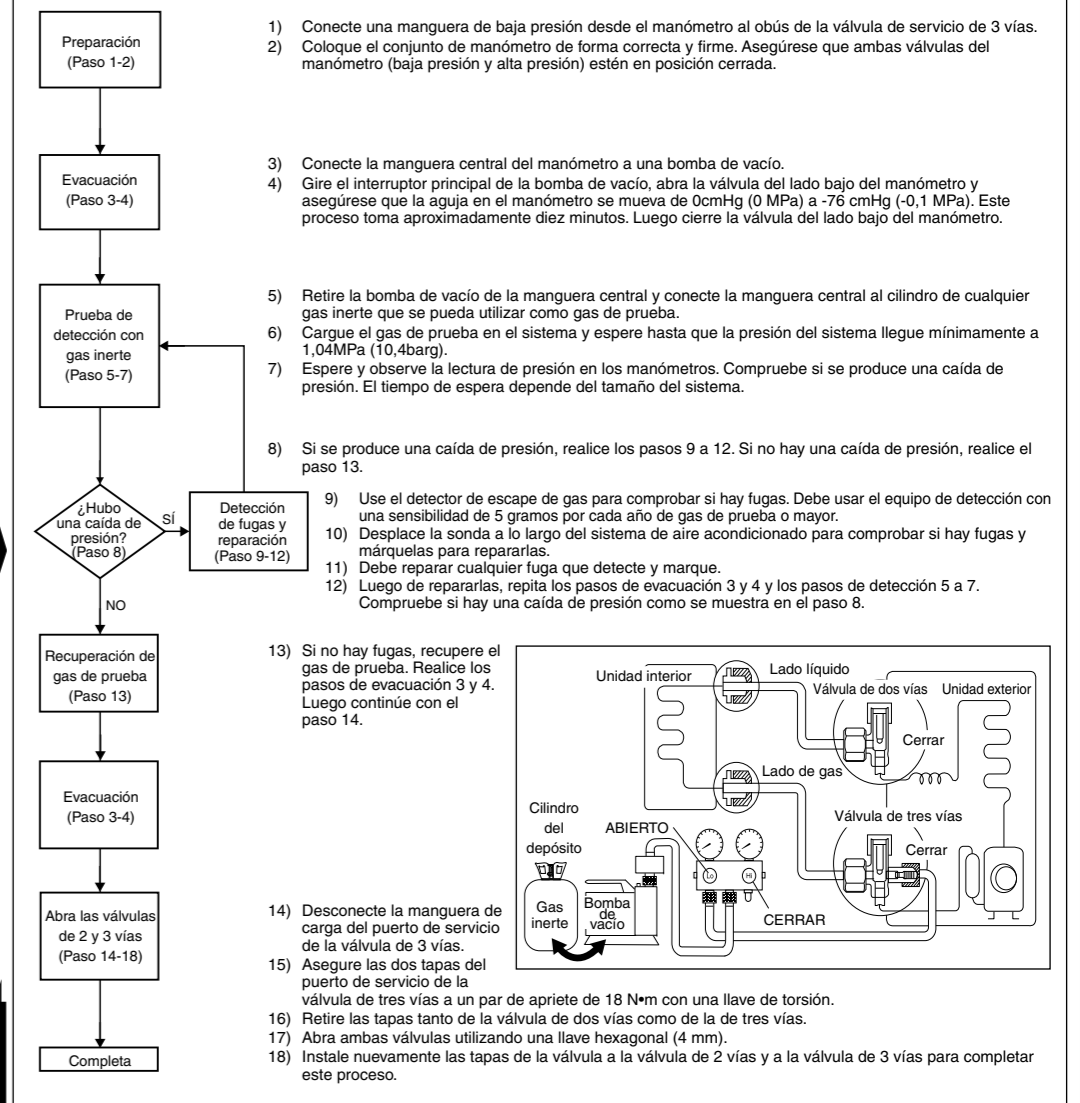 Preparación
(Paso 1-2)
1) Conecte una manguera de baja presión desde el manómetro al obús de la válvula de servicio de 3 vías.
2) Coloque el conjunto de manómetro de forma correcta y firme. Asegúrese que ambas válvulas del
manómetro (baja presión y alta presión) estén en posición cerrada.
Evacuación
(Paso 3-4)
3) Conecte la manguera central del manómetro a una bomba de vacío.
4) Gire el interruptor principal de la bomba de vacío, abra la válvula del lado bajo del manómetro y
asegúrese que la aguja en el manómetro se mueva de 0cmHg (0 MPa) a -76 cmHg (-0,1 MPa). Este
proceso toma aproximadamente diez minutos. Luego cierre la válvula del lado bajo del manómetro.
Prueba de
detección con
gas inerte
(Paso 5-7)
5) Retire la bomba de vacío de la manguera central y conecte la manguera central al cilindro de cualquier
gas inerte que se pueda utilizar como gas de prueba.
6) Cargue el gas de prueba en el sistema y espere hasta que la presión del sistema llegue mínimamente a
1,04MPa (10,4barg).
7) Espere y observe la lectura de presión en los manómetros. Compruebe si se produce una caída de
presión. El tiempo de espera depende del tamaño del sistema.
8) Si se produce una caída de presión, realice los pasos 9 a 12. Si no hay una caída de presión, realice el
paso 13.
¿Hubo
una caída de
presión?
(Paso 8)
SÍ
NO
Detección
de fugas y
reparación
(Paso 9-12)
9) Use el detector de escape de gas para comprobar si hay fugas. Debe usar el equipo de detección con
una sensibilidad de 5 gramos por cada año de gas de prueba o mayor.
10) Desplace la sonda a lo largo del sistema de aire acondicionado para comprobar si hay fugas y
márquelas para repararlas.
11) Debe reparar cualquier fuga que detecte y marque.
12) Luego de repararlas, repita los pasos de evacuación 3 y 4 y los pasos de detección 5 a 7.
Compruebe si hay una caída de presión como se muestra en el paso 8.
Recuperación de
gas de prueba
(Paso 13)
13) Si no hay fugas, recupere el
gas de prueba. Realice los
pasos de evacuación 3 y 4.
Luego continúe con el
paso 14.
Unidad interior
Lado líquido
Válvula de dos vías
Unidad exterior
Cerrar
Lado de gas
Válvula de tres vías
Cerrar
Cilindro
del
depósito
ABIERTO
Lo
Hi
CERRAR
Gas
inerte
Bomba
de
vacío
Evacuación
(Paso 3-4)
Abra las válvulas
de 2 y 3 vías
(Paso 14-18)
14) Desconecte la manguera de
carga del puerto de servicio
de la válvula de 3 vías.
15) Asegure las dos tapas del
puerto de servicio de la
válvula de tres vías a un par de apriete de 18 N•m con una llave de torsión.
16) Retire las tapas tanto de la válvula de dos vías como de la de tres vías.
17) Abra ambas válvulas utilizando una llave hexagonal (4 mm).
18) Instale nuevamente las tapas de la válvula a la válvula de 2 vías y a la válvula de 3 vías para completar
este proceso.
Completa